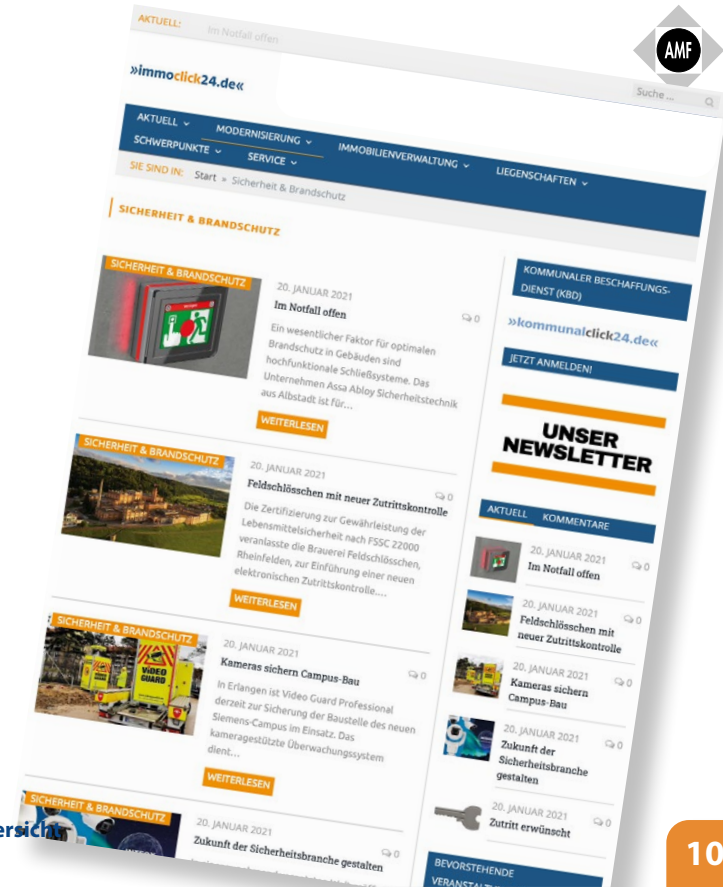 AMF
AKTUELL: Im Notfall offen
Suche ...
»immoclick24.de«
AKTUELL MODERNISIERUNG IMMOBILIENVERWALTUNG LIEGENSCHAFTEN
SCHWERPUNKTE SERVICE
SIE SIND IN: Start » Sicherheit & Brandschutz
SICHERHEIT & BRANDSCHUTZ
SICHERHEIT & BRANDSCHUTZ
20. JANUAR 2021
Im Notfall offen
0
Ein wesentlicher Faktor für optimalen
Brandschutz in Gebäuden sind
hochfunktionale Schließsysteme. Das
Unternehmen Assa Abloy Sicherheitstechnik
aus Albstadt ist für...
WEITERLESEN
SICHERHEIT & BRANDSCHUTZ
20. JANUAR 2021
0
Feldschlösschen mit neuer Zutrittskontrolle
Die Zertifizierung zur Gewährleistung der
Lebensmittelsicherheit nach FSSC 22000
veranlasste die Brauerei Feldschlösschen,
Rheinfelden, zur Einführung einer neuen
elektronischen Zutrittskontrolle....
WEITERLESEN
SICHERHEIT & BRANDSCHUTZ
VIDEO
GUARD
20. JANUAR 2021
0
Kameras sichern Campus-Bau
In Erlangen ist Video Guard Professional
derzeit zur Sicherung der Baustelle des neuen
Siemens-Campus im Einsatz. Das
kameragestützte Überwachungssystem
dient...
WEITERLESEN
SICHERHEIT & BRANDSCHUTZ
20. JANUAR 2021
0
Zukunft der Sicherheitsbranche gestalten
KOMMUNALER BESCHAFFUNGS-
DIENST (KBD)
»kommunalclick24.de«
JETZT ANMELDEN!
UNSER
NEWSLETTER
AKTUELL KOMMENTARE
20. JANUAR 2021
0
Im Notfall offen
20. JANUAR 2021
0
Feldschlösschen mit
neuer Zutrittskontrolle
20. JANUAR 2021
0
Kameras sichern
Campus-Bau
20. JANUAR 2021
0
Zukunft der
Sicherheitsbranche
gestalten
20. JANUAR 2021
0
Zutritt erwünscht
BEVORSTEHENDE
ersicht
10